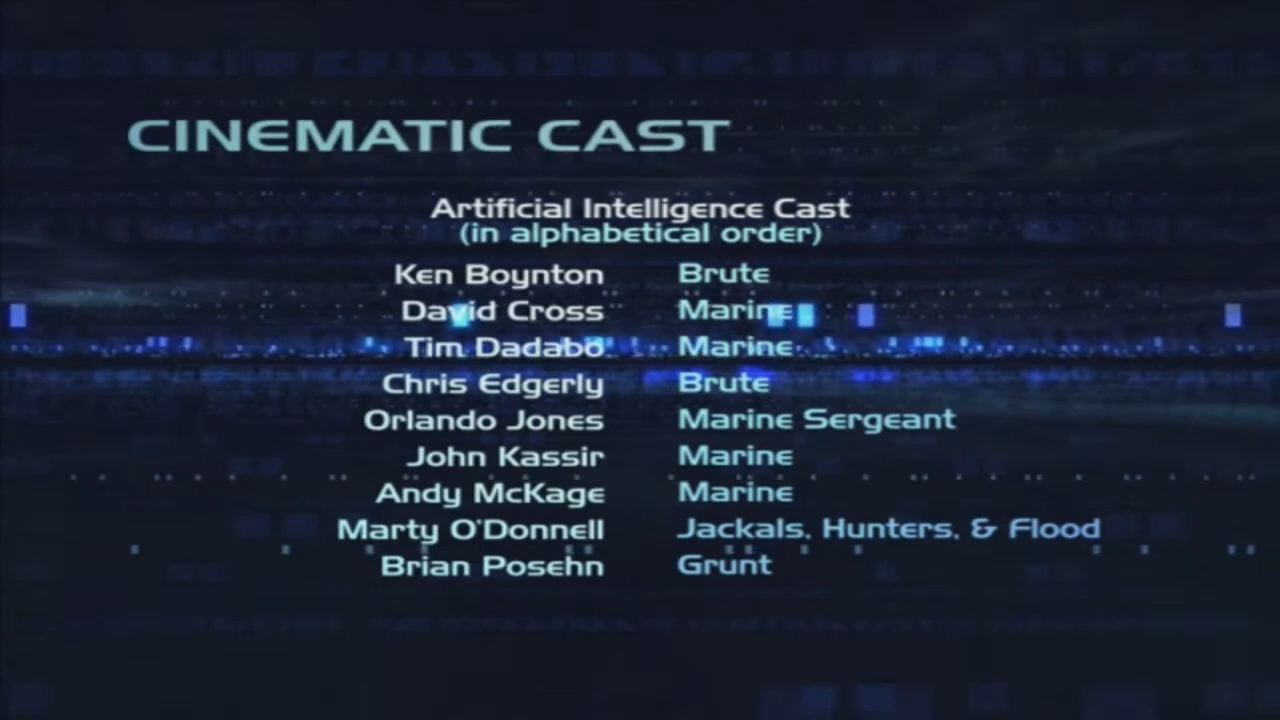 CINEMATIC CAST
Artificial Intelligence Cast
(in alphabetical order)
Ken Boynton Brute
David Cross Marine
Tim Dadabo Marine
Chris Edgerly Brute
Orlando Jones Marine Sergeant
John Kassir Marine
Andy McKage Marine
Marty O'Donnell Jackals, Hunters, & Flood
Brian Posehn Grunt